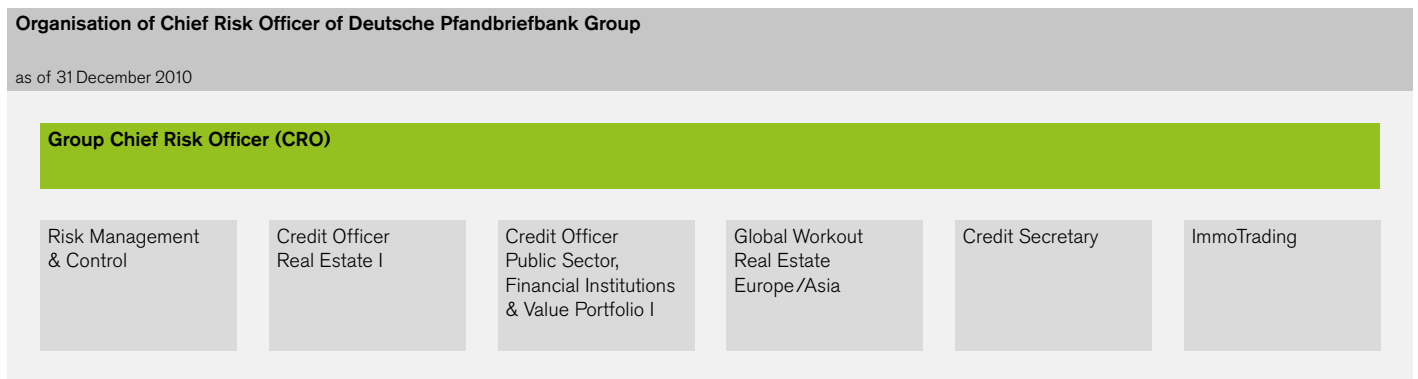 Organisation of Chief Risk Officer of Deutsche Pfandbriefbank Group
as of 31 December 2010
Group Chief Risk Officer (CRO)
Risk Management
& Control
Credit Officer
Real Estate I
Credit Officer
Public Sector,
Financial Institutions
& Value Portfolio I
Global Workout
Real Estate
Europe/Asia
Credit Secretary
ImmoTrading